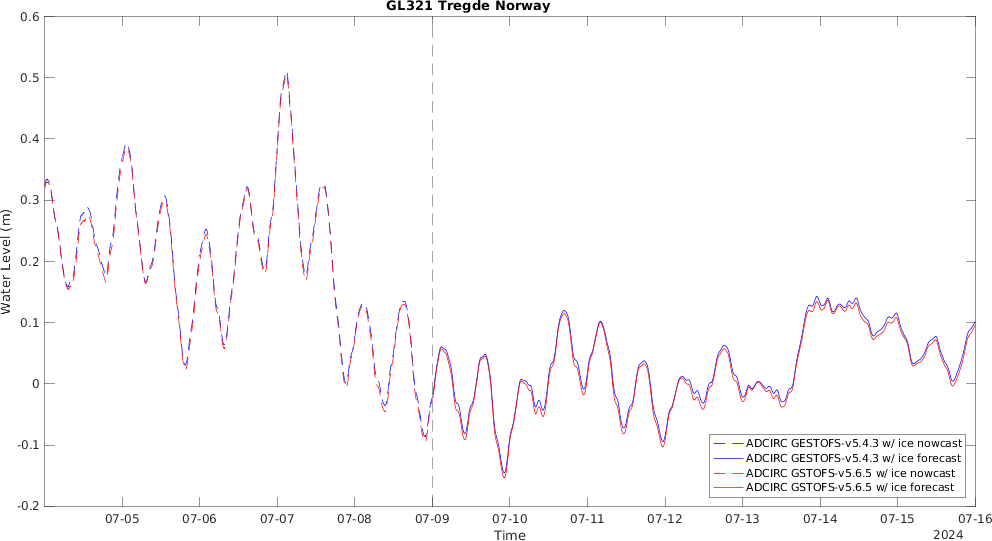 GL321 Tregde Norway
0.6
0.5
0.4
0.3
0.2
0.1
0
-0.1
-0.2
Water Level (m)
ADCIRC GESTOFS-v5.4.3 w/ ice nowcast
ADCIRC GESTOFS-v5.4.3 w/ ice forecast
ADCIRC GSTOFS-v5.6.5 w/ ice nowcast
ADCIRC GSTOFS-v5.6.5 w/ ice forecast
07-05 07-06 07-07 07-08 07-09 07-10 07-11 07-12 07-13 07-14 07-15 07-16
Time
2024